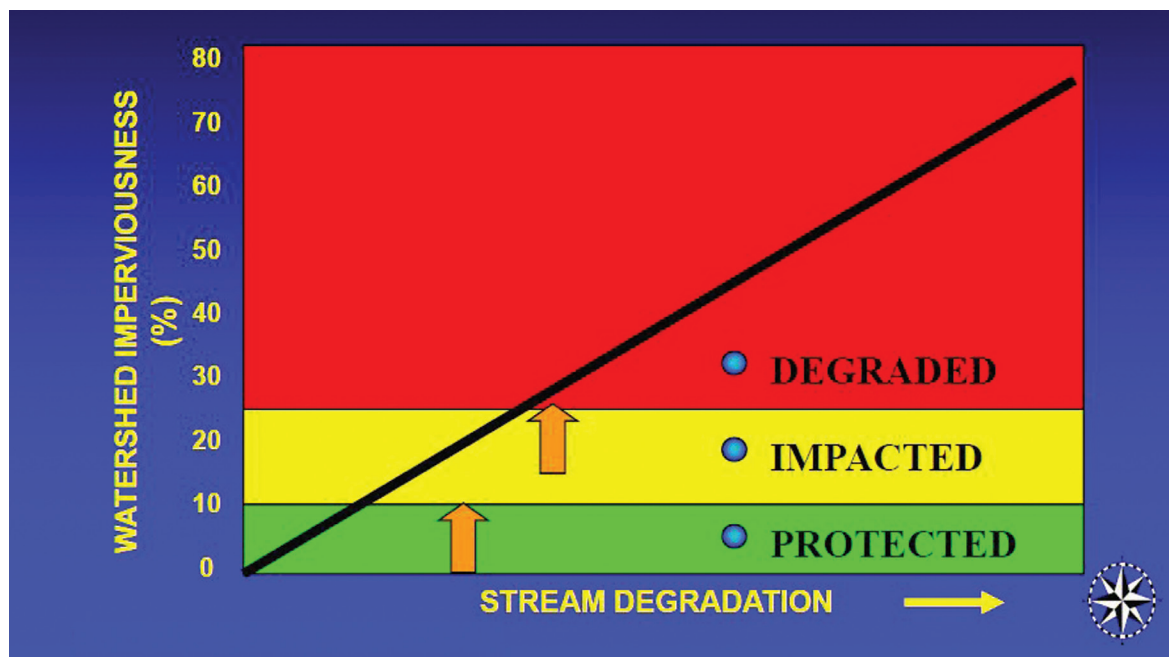 WATERSHED IMPERVIOUSNESS
(%)
80
70
60
50
40
30
20
10
0
DEGRADED
IMPACTED
PROTECTED
STREAM DEGRADATION